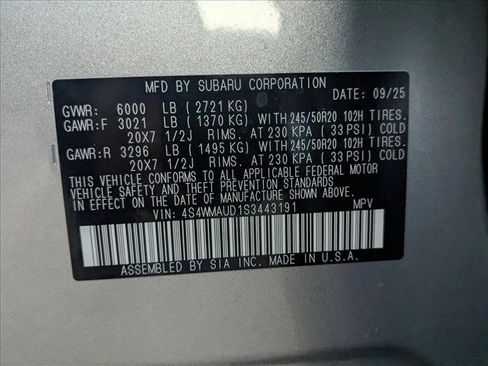 MFD BY SUBARU CORPORATION
DATE: 09/25
GVWR: 6000 LB (2721 KG)
GAWR:F 3021 LB (1370 KG) WITH 245/50R20 102H TIRES.
20X7 1/2J RIMS. AT 230 KPA (33 PSI) COLD
GAWR:R 3296 LB (1495 KG) WITH 245/50R20 102H TIRES.
20X7 1/2J RIMS. AT 230 KPA (33 PSI) COLD
THIS VEHICLE CONFORMS TO ALL APPLICABLE FEDERAL MOTOR
VEHICLE SAFETY AND THEFT PREVENTION STANDARDS
IN EFFECT ON THE DATE OF MANUFACTURE SHOWN ABOVE.
VIN: 4S4WMAUD1S3443191 MPV
ASSEMBLED BY SIA INC. MADE IN U.S.A.